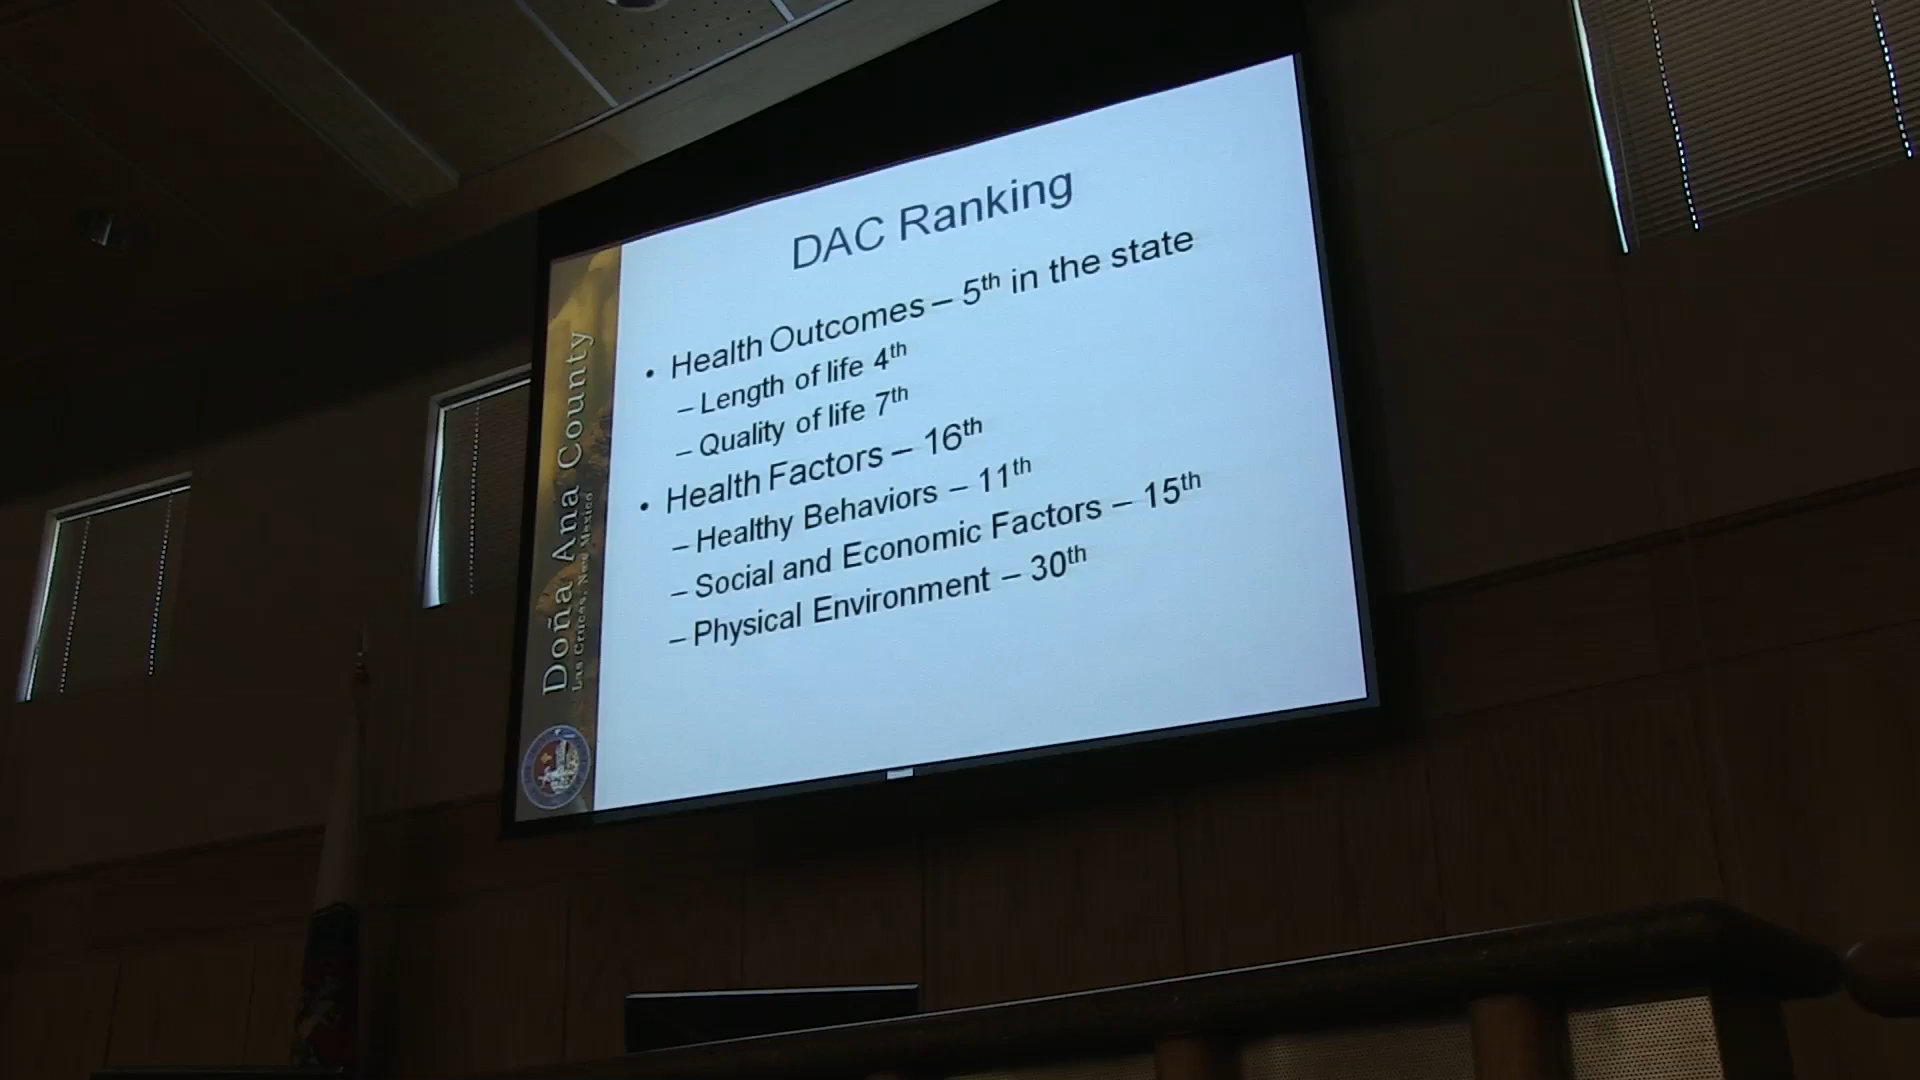 DAC Ranking
• Health Outcomes – 5th in the state
– Length of life 4th
– Quality of life 7th
• Health Factors – 16th
– Healthy Behaviors – 11th
– Social and Economic Factors – 15th
– Physical Environment – 30th
Doña Ana County
Las Cruces, New Mexico